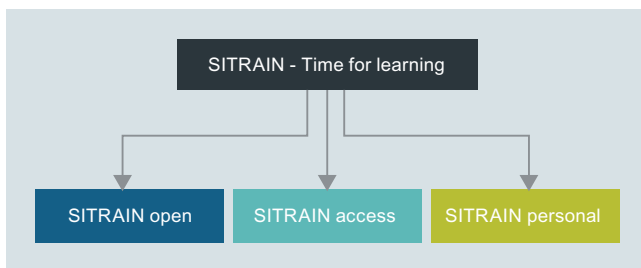 SITRAIN - Time for learning
SITRAIN open
SITRAIN access
SITRAIN personal